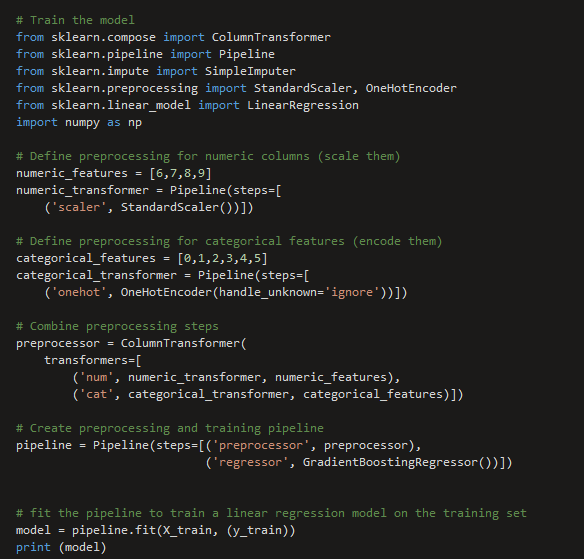 # Train the model
from sklearn.compose import ColumnTransformer
from sklearn.pipeline import Pipeline
from sklearn.impute import SimpleImputer
from sklearn.preprocessing import StandardScaler, OneHotEncoder
from sklearn.linear_model import LinearRegression
import numpy as np

# Define preprocessing for numeric columns (scale them)
numeric_features = [6,7,8,9]
numeric_transformer = Pipeline(steps=[
    ('scaler', StandardScaler())])

# Define preprocessing for categorical features (encode them)
categorical_features = [0,1,2,3,4,5]
categorical_transformer = Pipeline(steps=[
    ('onehot', OneHotEncoder(handle_unknown='ignore'))])

# Combine preprocessing steps
preprocessor = ColumnTransformer(
    transformers=[
        ('num', numeric_transformer, numeric_features),
        ('cat', categorical_transformer, categorical_features)])

# Create preprocessing and training pipeline
pipeline = Pipeline(steps=[('preprocessor', preprocessor),
                           ('regressor', GradientBoostingRegressor())])


# fit the pipeline to train a linear regression model on the training set
model = pipeline.fit(X_train, (y_train))
print (model)